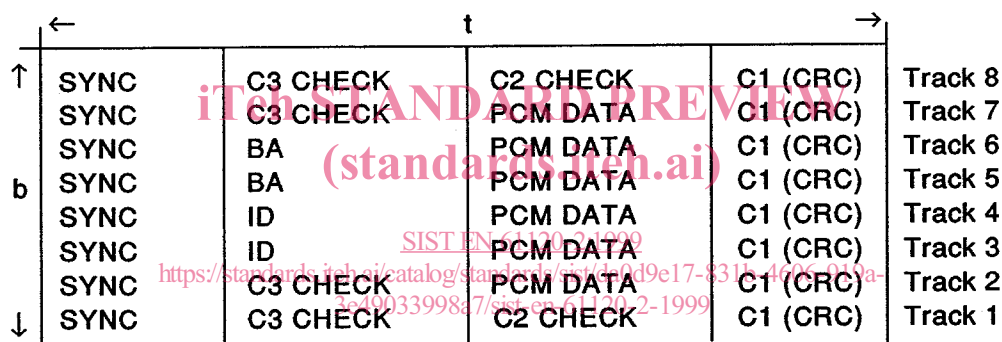 ← t →
↑ SYNC C3 CHECK C2 CHECK C1 (CRC) Track 8
SYNC C3 CHECK PCM DATA C1 (CRC) Track 7
iTeh STANDARD PREVIEW
SYNC BA PCM DATA C1 (CRC) Track 6
(standards.iteh.ai)
b SYNC BA PCM DATA C1 (CRC) Track 5
SYNC ID PCM DATA C1 (CRC) Track 4
SYNC ID PCM DATA C1 (CRC) Track 3
SIST EN 61120-2:1999
https://standards.iteh.ai/catalog/standards/sist/da0d9e17-831b-4606-919a-
SYNC C3 CHECK PCM DATA C1 (CRC) Track 2
3e49033998a7/sist-en-61120-2-1999
↓ SYNC C3 CHECK C2 CHECK C1 (CRC) Track 1